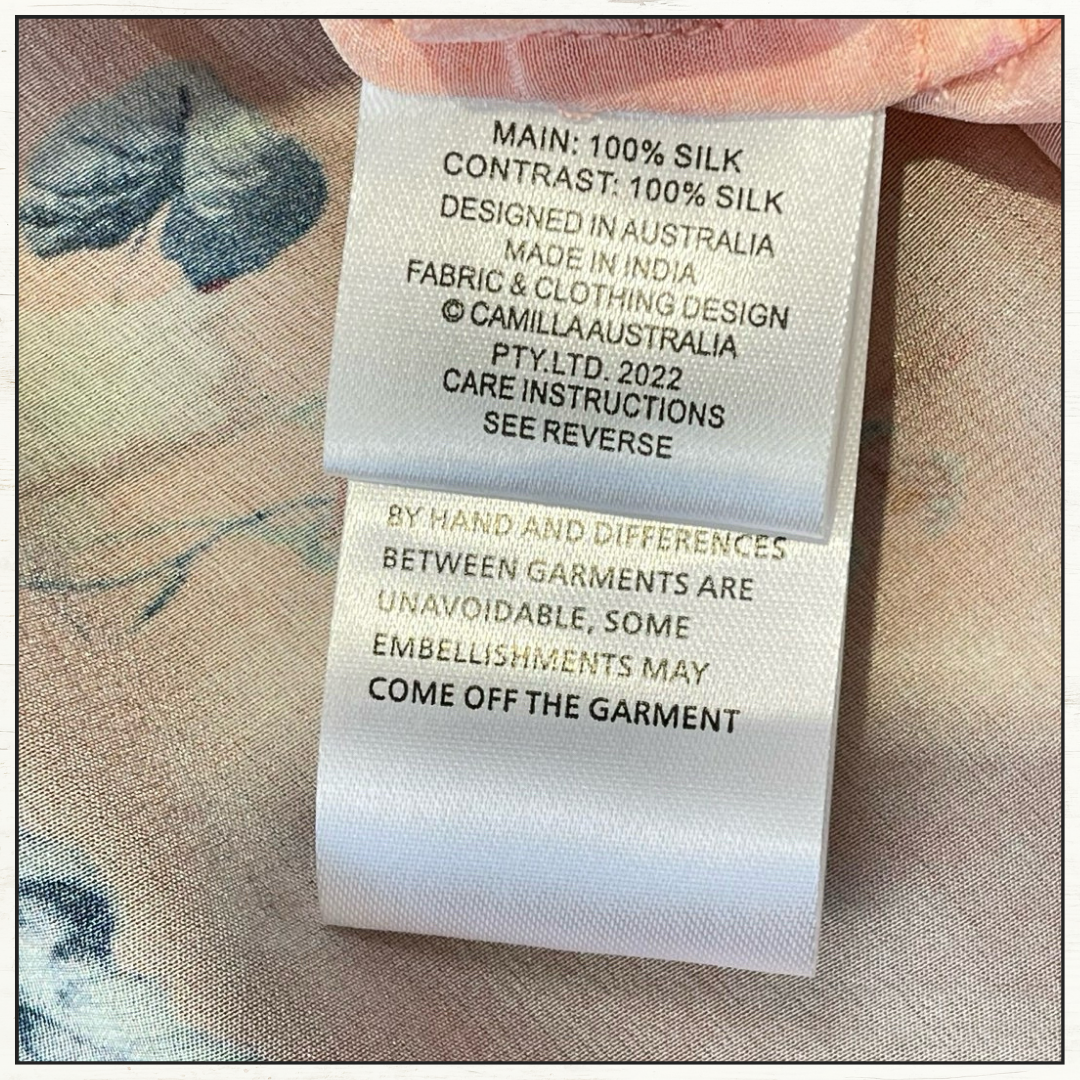 MAIN: 100% SILK
CONTRAST: 100% SILK
DESIGNED IN AUSTRALIA
MADE IN INDIA
FABRIC & CLOTHING DESIGN
© CAMILLA AUSTRALIA
PTY.LTD. 2022
CARE INSTRUCTIONS
SEE REVERSE
BY HAND AND DIFFERENCES
BETWEEN GARMENTS ARE
UNAVOIDABLE, SOME
EMBELLISHMENTS MAY
COME OFF THE GARMENT